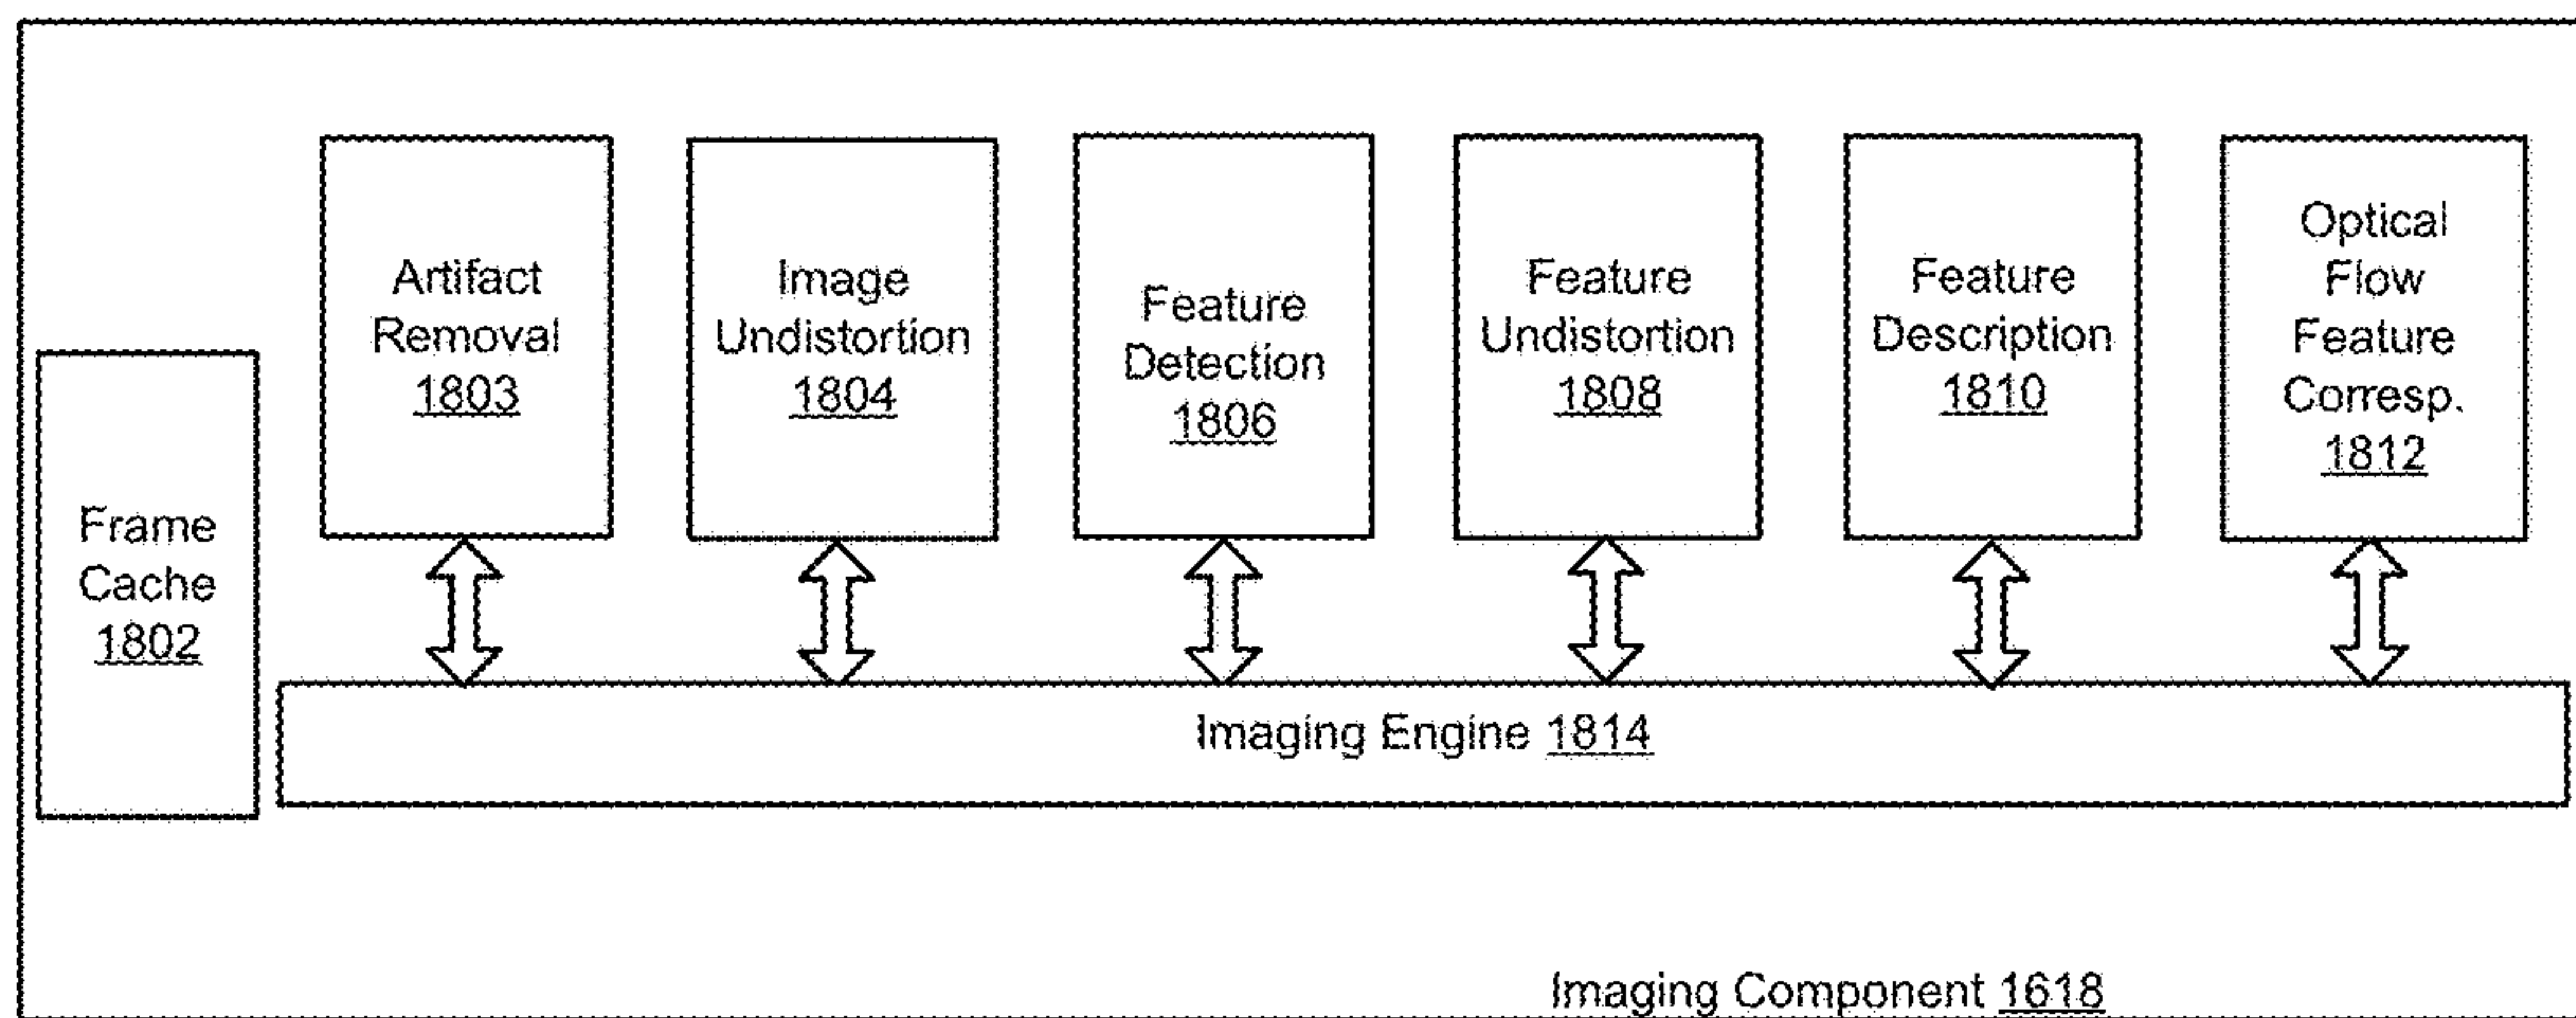 Frame
Cache
1802
Artifact
Removal
1803
Image
Undistortion
1804
Feature
Detection
1806
Feature
Undistortion
1808
Feature
Description
1810
Optical
Flow
Feature
Corresp.
1812
Imaging Engine 1814
Imaging Component 1618